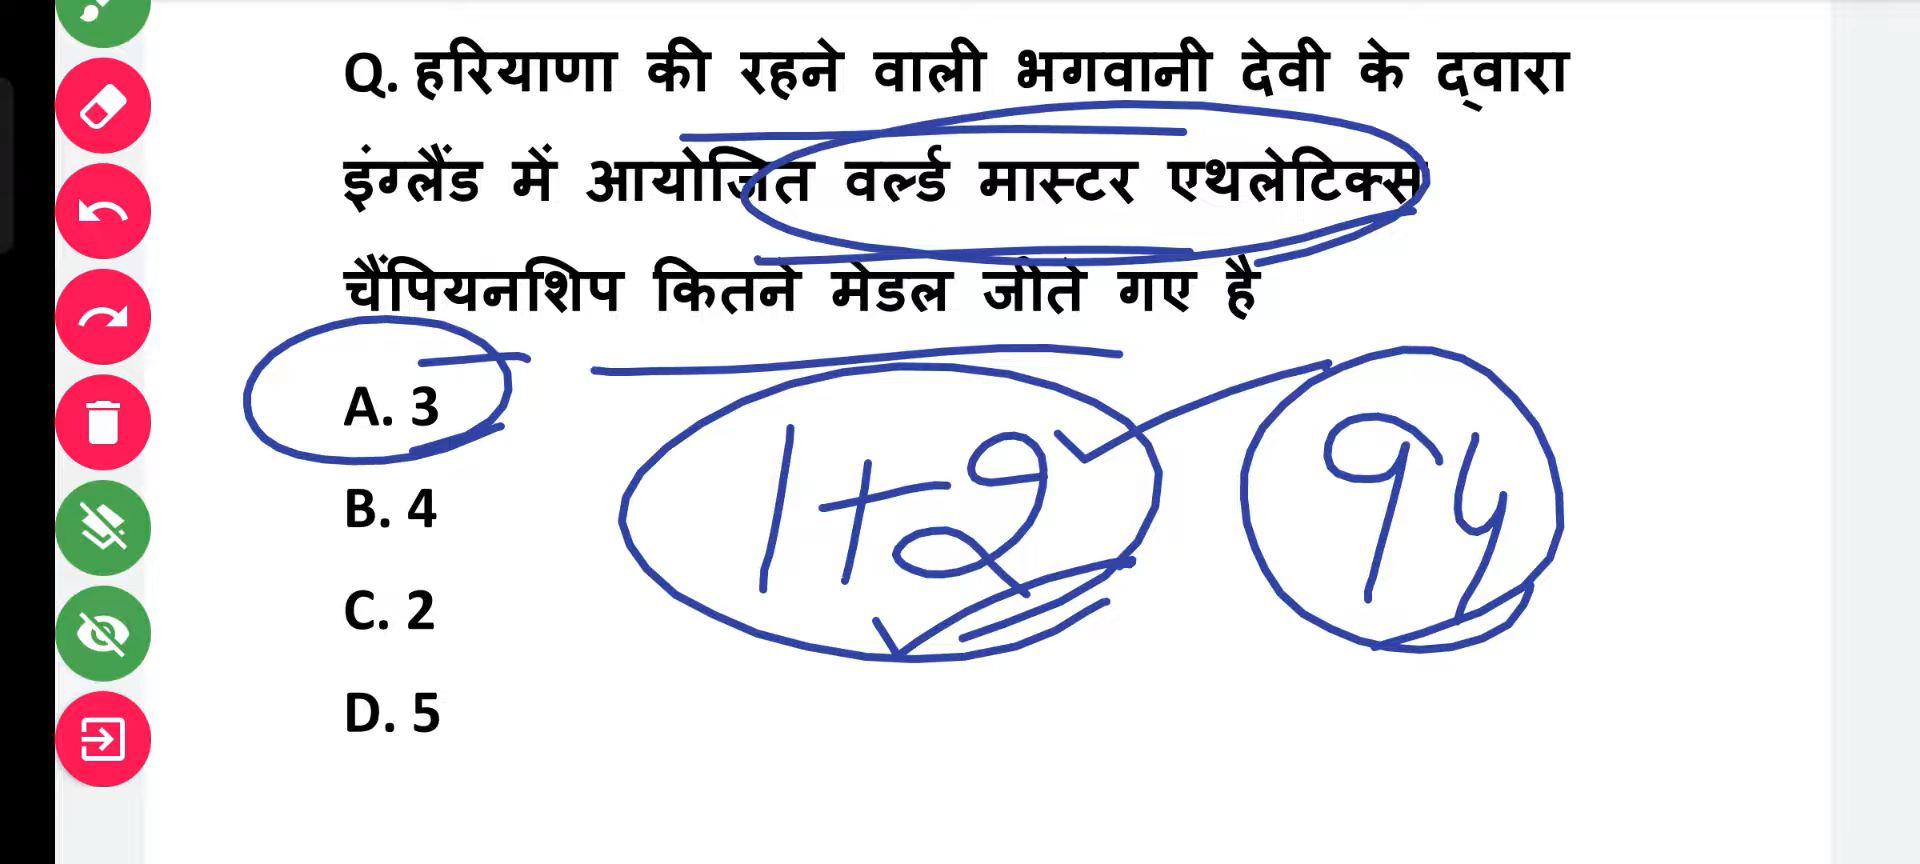 Q. हरियाणा की रहने वाली भगवानी देवी के द्वारा
इंग्लैंड में आयोजित वर्ल्ड मास्टर एथलेटिक्स
चैंपियनशिप कितने मेडल जीते गए है
A. 3
B. 4
C. 2
D. 5
1+2
94